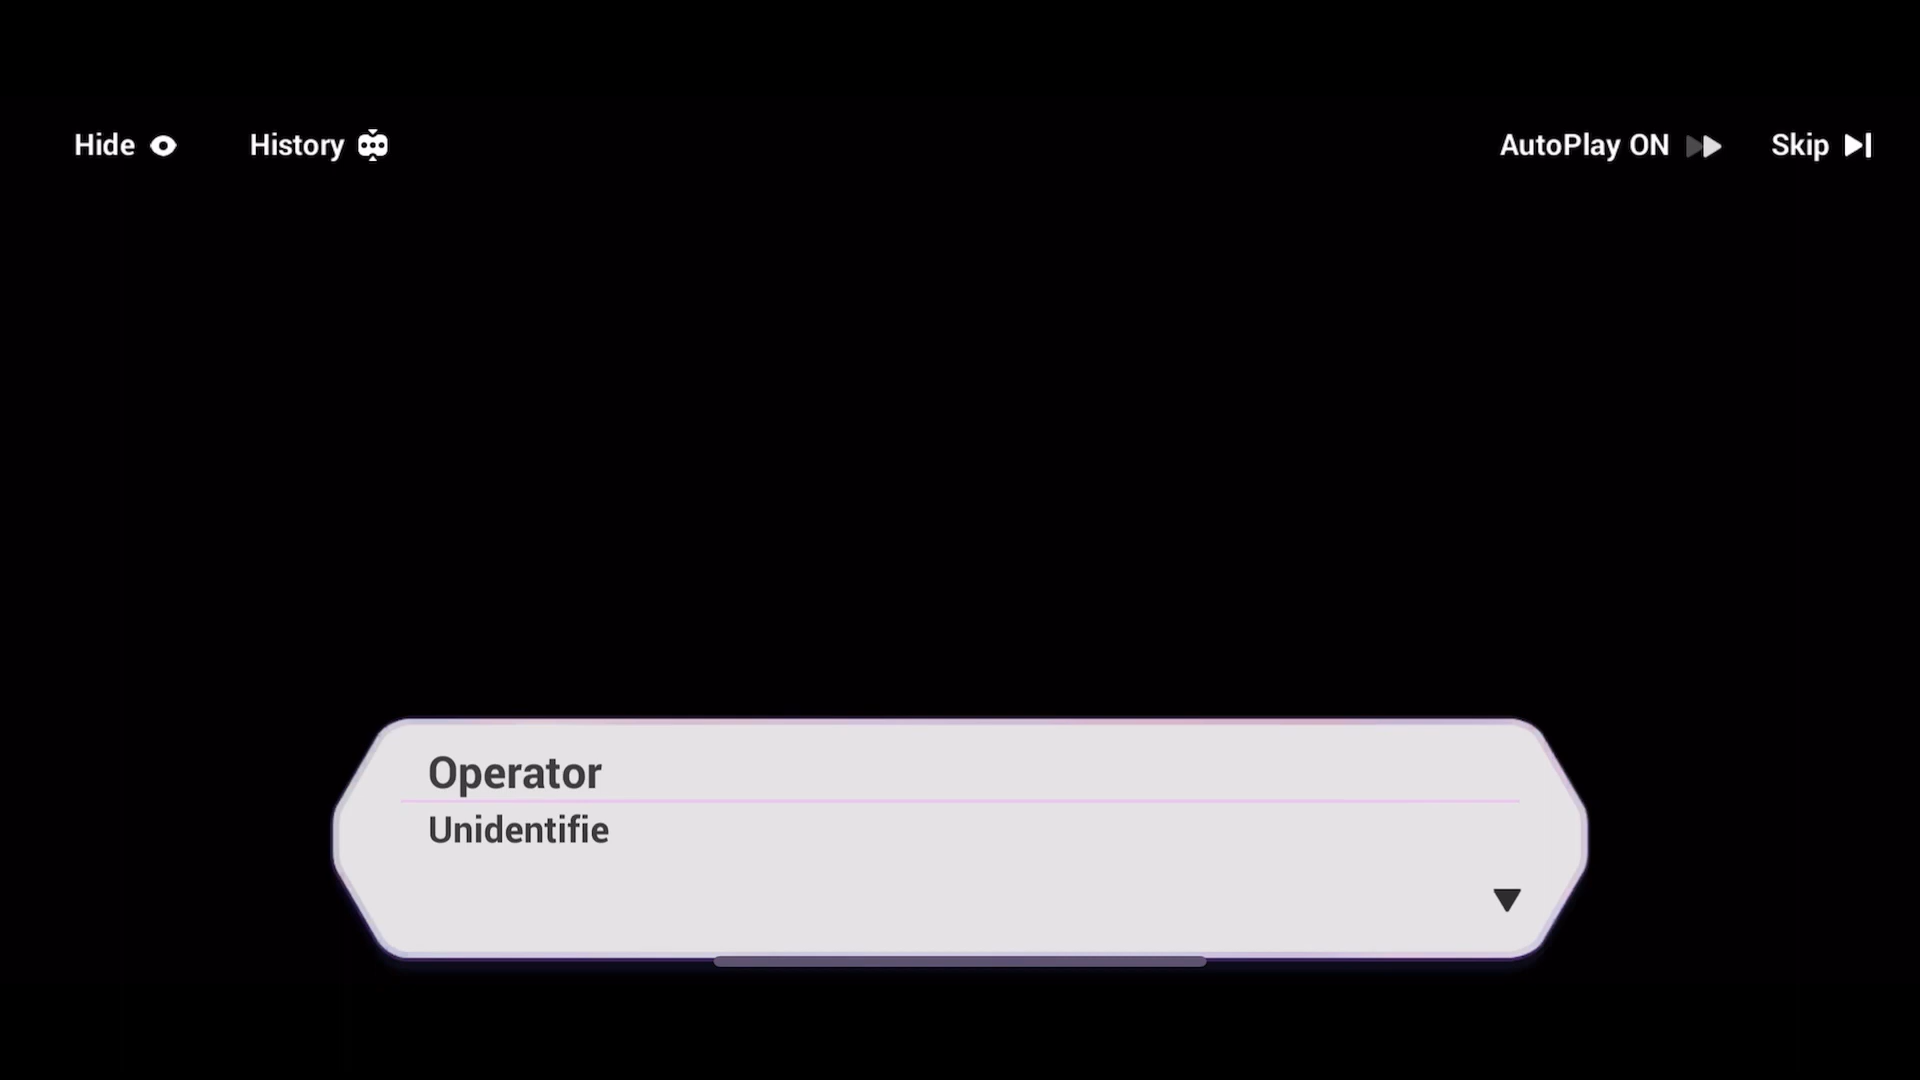 Hide
History
AutoPlay ON
Skip
Operator
Unidentifie